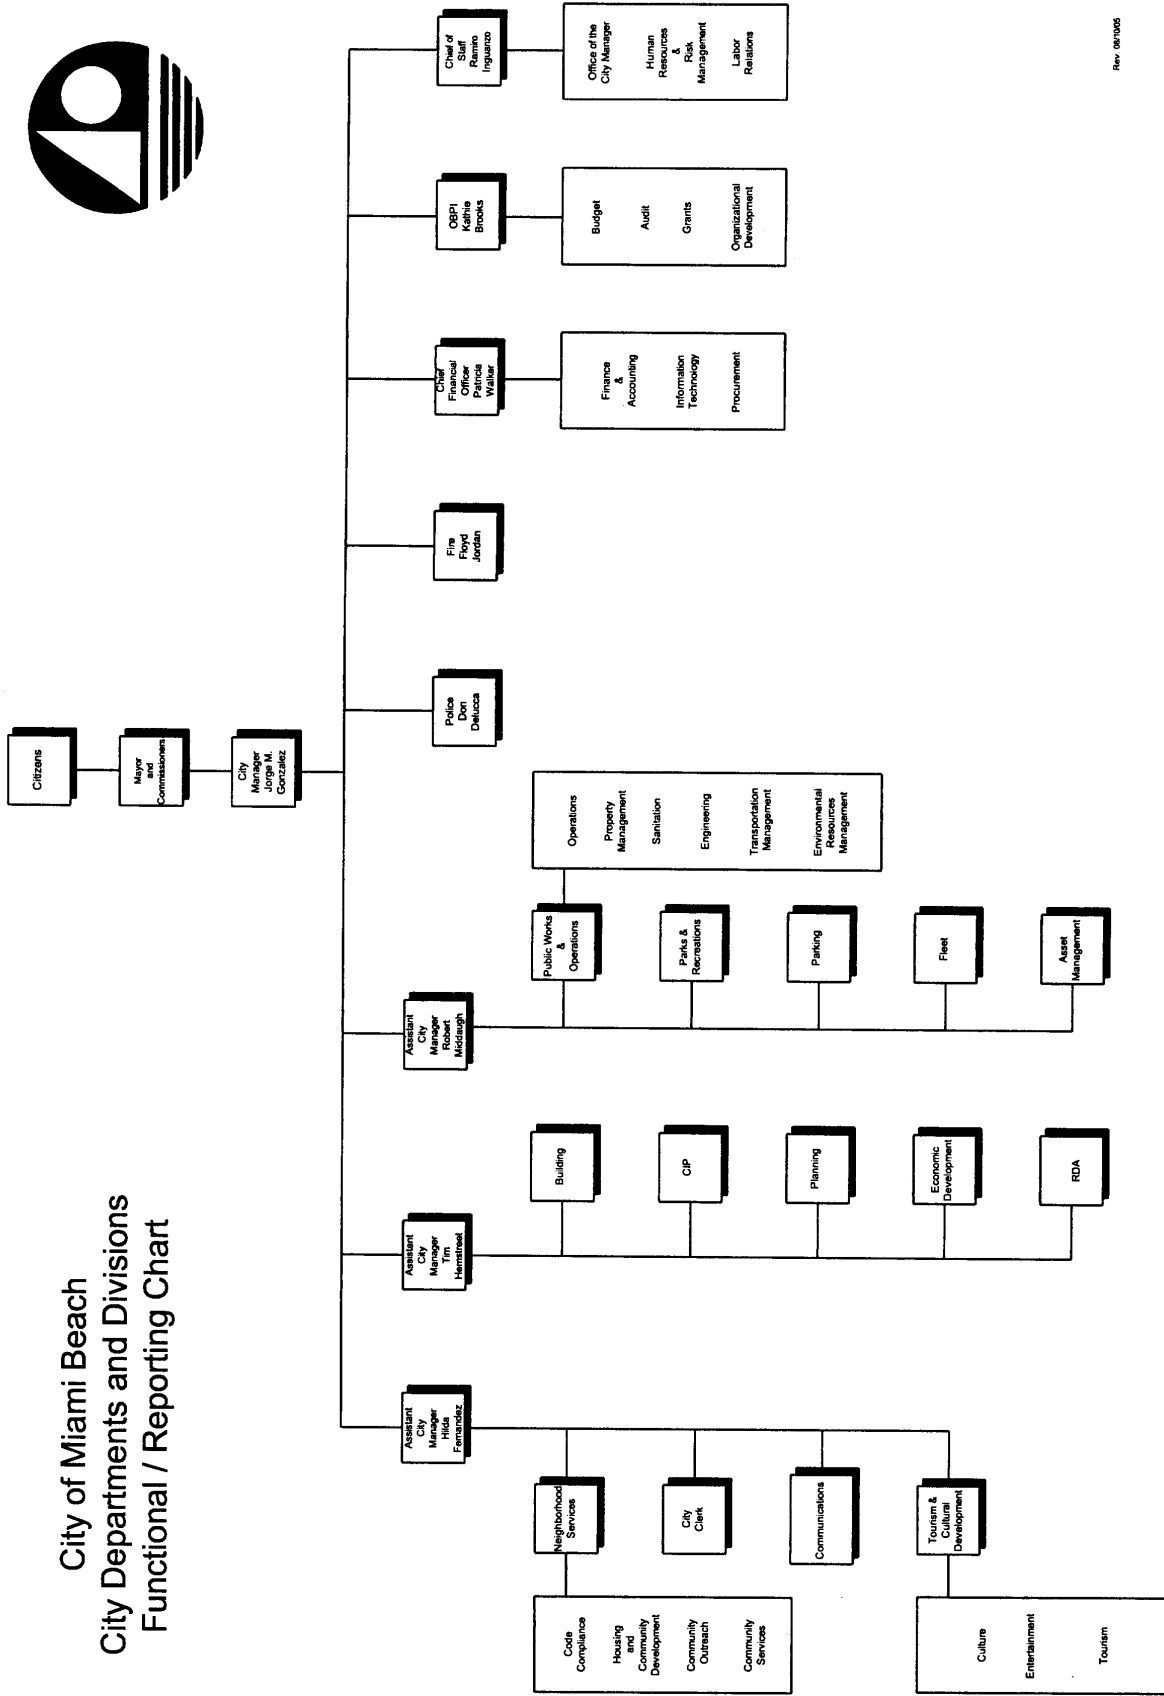 City of Miami Beach
City Departments and Divisions
Functional / Reporting Chart
Citizens
Mayor
and
Commissioners
City
Manager
Jorge M.
Gonzalez
Assistant
City
Manager
Hilda
Fernandez
Assistant
City
Manager
Tim
Hemstreet
Assistant
City
Manager
Robert
Middaugh
Police
Don
Delucca
Fire
Floyd
Jordan
Chief
Financial
Officer
Patricia
Walker
OBPI
Kathie
Brooks
Chief of
Staff
Ramiro
Inguanzo
Neighborhood
Services
City
Clerk
Communications
Tourism &
Cultural
Development
Code
Compliance
Housing
and
Community
Development
Community
Outreach
Community
Services
Culture
Entertainment
Tourism
Building
CIP
Planning
Economic
Development
RDA
Public Works
&
Operations
Parks &
Recreations
Parking
Fleet
Asset
Management
Operations
Property
Management
Sanitation
Engineering
Transportation
Management
Environmental
Resources
Management
Finance
&
Accounting
Information
Technology
Procurement
Budget
Audit
Grants
Organizational
Development
Office of the
City Manager
Human
Resources
&
Risk
Management
Labor
Relations
Rev. 08/10/05